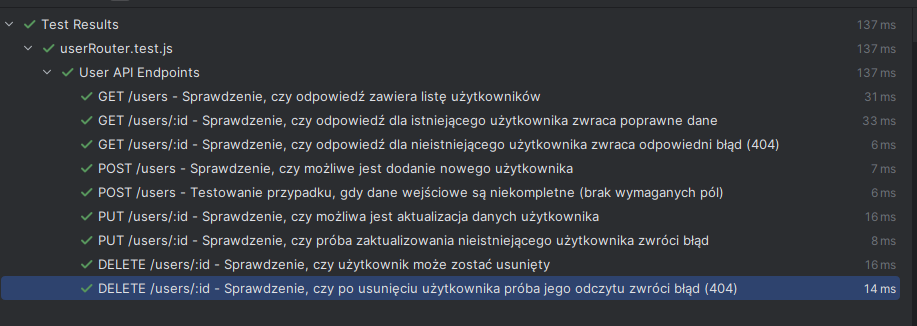 Test Results 137 ms
userRouter.test.js 137 ms
User API Endpoints 137 ms
GET /users - Sprawdzenie, czy odpowiedź zawiera listę użytkowników 31 ms
GET /users/:id - Sprawdzenie, czy odpowiedź dla istniejącego użytkownika zwraca poprawne dane 33 ms
GET /users/:id - Sprawdzenie, czy odpowiedź dla nieistniejącego użytkownika zwraca odpowiedni błąd (404) 6 ms
POST /users - Sprawdzenie, czy możliwe jest dodanie nowego użytkownika 7 ms
POST /users - Testowanie przypadku, gdy dane wejściowe są niekompletne (brak wymaganych pól) 6 ms
PUT /users/:id - Sprawdzenie, czy możliwa jest aktualizacja danych użytkownika 16 ms
PUT /users/:id - Sprawdzenie, czy próba zaktualizowania nieistniejącego użytkownika zwróci błąd 8 ms
DELETE /users/:id - Sprawdzenie, czy użytkownik może zostać usunięty 16 ms
DELETE /users/:id - Sprawdzenie, czy po usunięciu użytkownika próba jego odczytu zwróci błąd (404) 14 ms